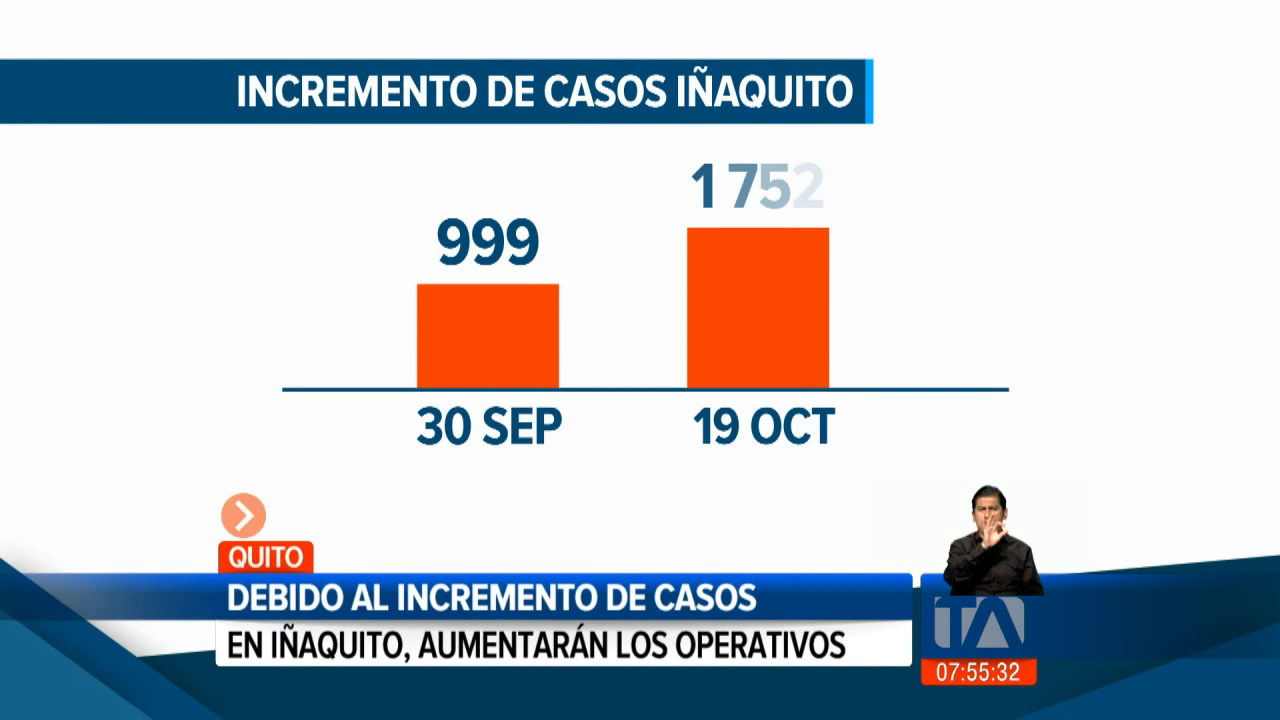 INCREMENTO DE CASOS IÑAQUITO
999
1 752
30 SEP
19 OCT
QUITO
DEBIDO AL INCREMENTO DE CASOS
EN IÑAQUITO, AUMENTARÁN LOS OPERATIVOS
TA
07:55:32